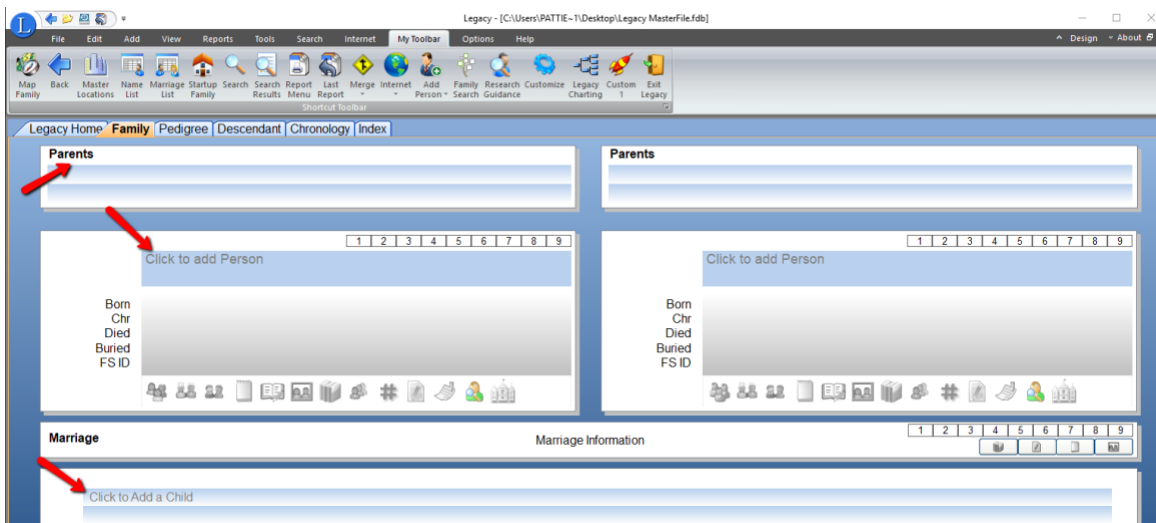 L
Legacy - [C:\Users\PATTIE~1\Desktop\Legacy MasterFile.fdb]
File Edit Add View Reports Tools Search Internet My Toolbar Options Help
Design About
Map Family
Back
Master Locations
Name List
Marriage List
Startup Family
Search
Search Results
Report Menu
Last Report
Merge
Internet
Add Person
Family Search
Research Guidance
Customize
Legacy Charting
Custom 1
Exit Legacy
Shortcut Toolbar
Legacy Home Family Pedigree Descendant Chronology Index
Parents
Parents
1 2 3 4 5 6 7 8 9
Click to add Person
Born
Chr
Died
Buried
FS ID
1 2 3 4 5 6 7 8 9
Click to add Person
Born
Chr
Died
Buried
FS ID
Marriage
Marriage Information
1 2 3 4 5 6 7 8 9
Click to Add a Child